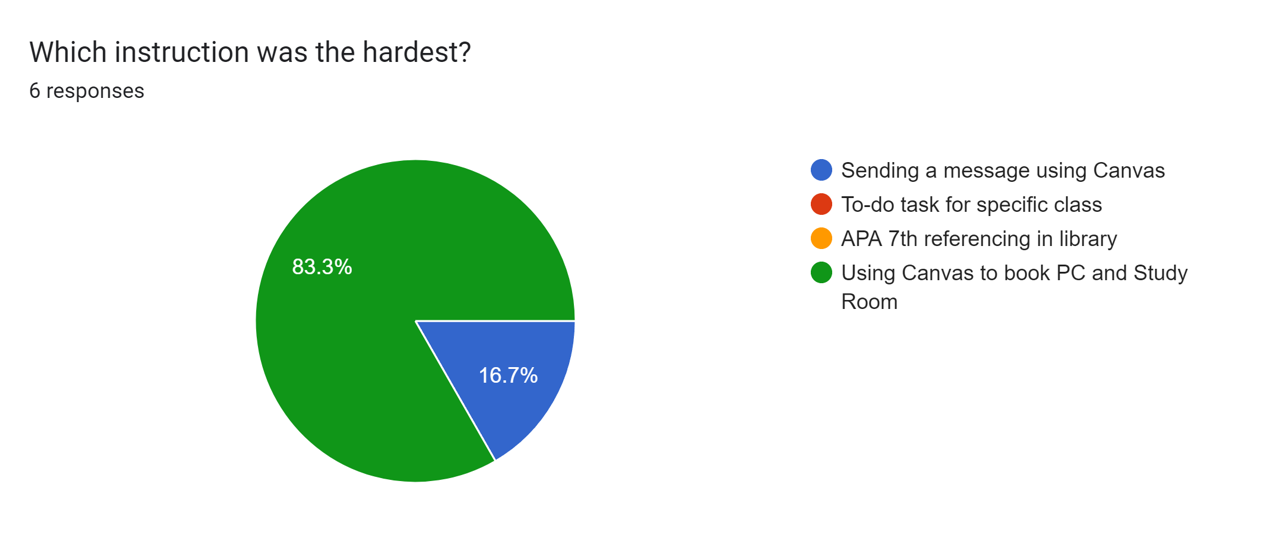 Which instruction was the hardest?
6 responses
83.3%
16.7%
Sending a message using Canvas
To-do task for specific class
APA 7th referencing in library
Using Canvas to book PC and Study
Room